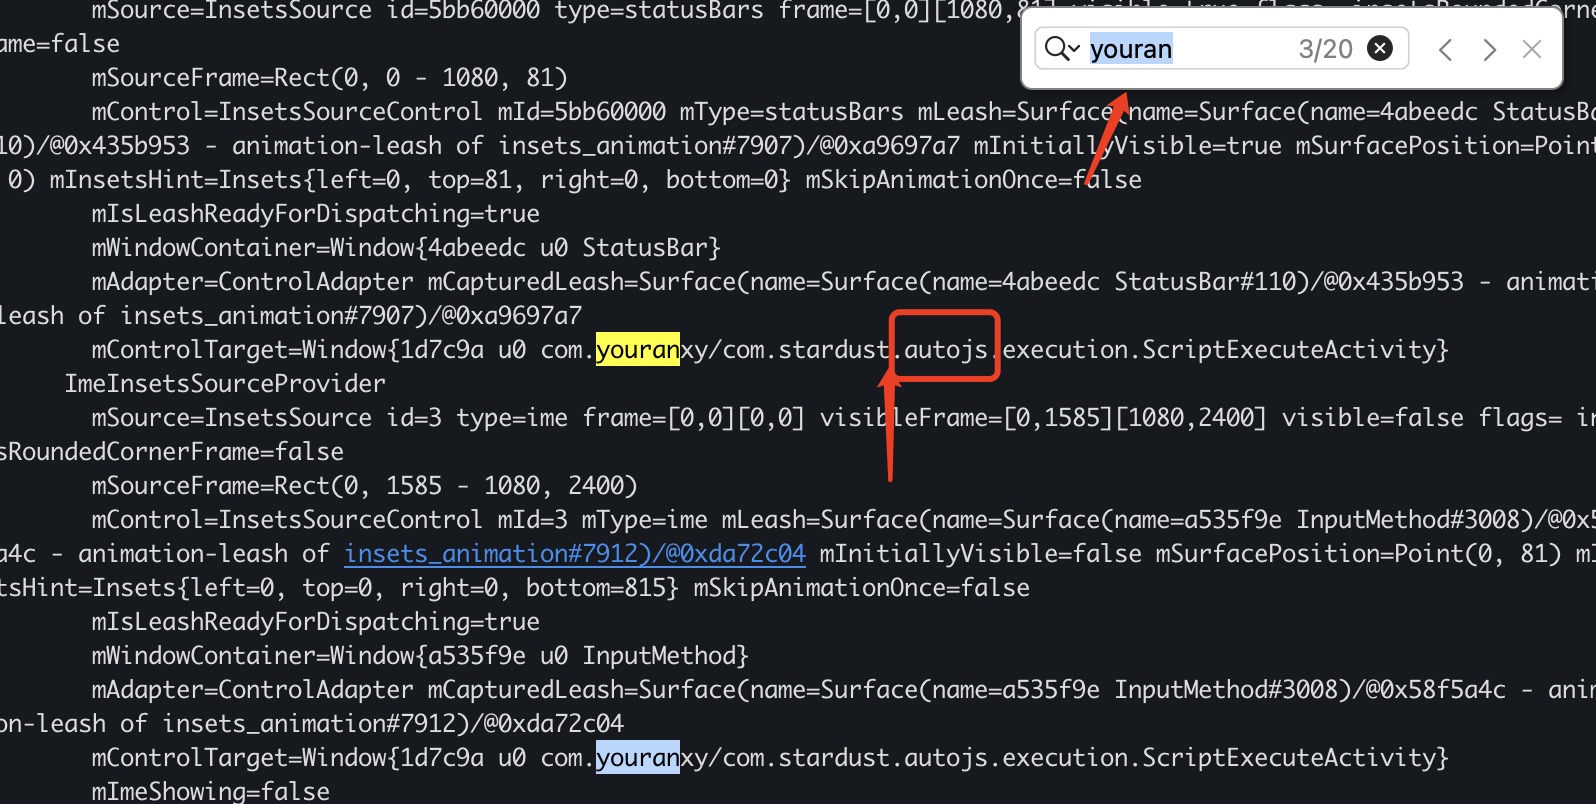 mSource=InsetsSource id=5bb60000 type=statusBars frame=[0,0][1080,81]
youran 3/20
ame=false
mSourceFrame=Rect(0, 0 - 1080, 81)
mControl=InsetsSourceControl mId=5bb60000 mType=statusBars mLeash=Surface(name=Surface(name=4abeedc StatusBa
10)/@0x435b953 - animation-leash of insets_animation#7907)/@0xa9697a7 mInitiallyVisible=true mSurfacePosition=Point
0) mInsetsHint=Insets{left=0, top=81, right=0, bottom=0} mSkipAnimationOnce=false
mIsLeashReadyForDispatching=true
mWindowContainer=Window{4abeedc u0 StatusBar}
mAdapter=ControlAdapter mCapturedLeash=Surface(name=Surface(name=4abeedc StatusBar#110)/@0x435b953 - animati
leash of insets_animation#7907)/@0xa9697a7
mControlTarget=Window{1d7c9a u0 com.youranxy/com.stardust.autojs.execution.ScriptExecuteActivity}
ImeInsetsSourceProvider
mSource=InsetsSource id=3 type=ime frame=[0,0][0,0] visibleFrame=[0,1585][1080,2400] visible=false flags= in
sRoundedCornerFrame=false
mSourceFrame=Rect(0, 1585 - 1080, 2400)
mControl=InsetsSourceControl mId=3 mType=ime mLeash=Surface(name=Surface(name=a535f9e InputMethod#3008)/@0x5
a4c - animation-leash of insets_animation#7912)/@0xda72c04 mInitiallyVisible=false mSurfacePosition=Point(0, 81) mI
tsHint=Insets{left=0, top=0, right=0, bottom=815} mSkipAnimationOnce=false
mIsLeashReadyForDispatching=true
mWindowContainer=Window{a535f9e u0 InputMethod}
mAdapter=ControlAdapter mCapturedLeash=Surface(name=Surface(name=a535f9e InputMethod#3008)/@0x58f5a4c - anim
on-leash of insets_animation#7912)/@0xda72c04
mControlTarget=Window{1d7c9a u0 com.youranxy/com.stardust.autojs.execution.ScriptExecuteActivity}
mImeShowing=false